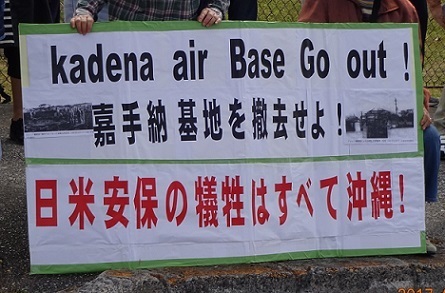 kadena air Base Go out !
嘉手納基地を撤去せよ!
日米安保の犠牲はすべて沖縄!